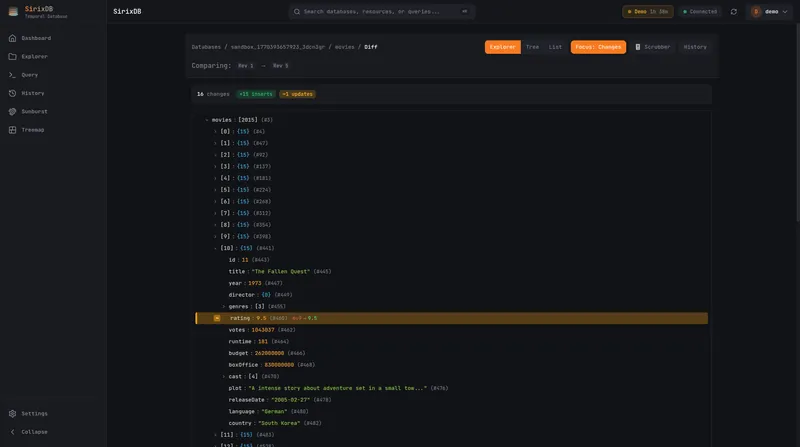 SirixDB
Temporal Database
SirixDB
Search databases, resources, or queries...
Demo
Connected
demo
Dashboard
Explorer
Query
History
Sunburst
Treemap
Settings
Collapse
Databases / / movies / Diff
Explorer Tree List Focus: Changes Scrubber History
Comparing: Rev 1 → Rev 5
16 changes +15 inserts ~1 updates
movies : [2015] (#3)
[0] : {15} (#4)
[1] : {15} (#47)
[2] : {15} (#92)
[3] : {15} (#137)
[4] : {15} (#181)
[5] : {15} (#224)
[6] : {15} (#268)
[7] : {15} (#311)
[8] : {15} (#354)
[9] : {15} (#398)
[10] : {15} (#441)
id : 11 (#443)
title : "The Fallen Quest" (#445)
year : 1973 (#447)
director : (#449)
genres : [3] (#455)
rating : (#460) → 9.5
votes : 1043037 (#462)
runtime : 181 (#464)
budget : 262000000 (#466)
boxOffice : 830000000 (#468)
cast : [4] (#470)
plot : "A intense story about adventure set in a small tow..." (#476)
releaseDate : "2005-02-27" (#478)
language : "German" (#480)
country : "South Korea" (#482)
[11] : {15} (#483)